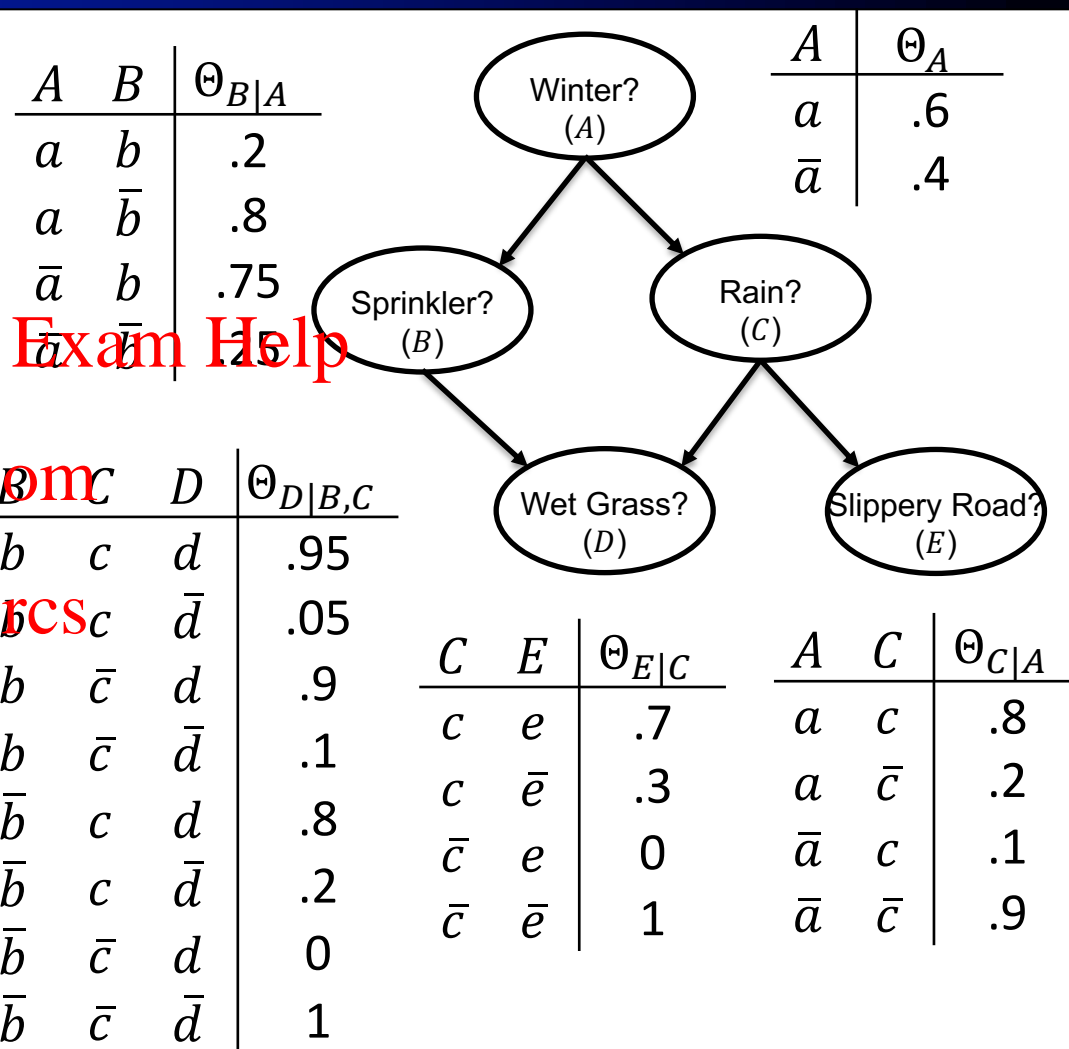 A B Θ_{B|A}
a b .2
a b̅ .8
a̅ b .75
a̅ b̅ .25
Exam Help
Winter?
(A)
A Θ_A
a .6
a̅ .4
Sprinkler?
(B)
Rain?
(C)
Wet Grass?
(D)
Slippery Road?
(E)
om
B C D Θ_{D|B,C}
b c d .95
b c d̅ .05
rcs
b c̅ d .9
b c̅ d̅ .1
b̅ c d .8
b̅ c d̅ .2
b̅ c̅ d 0
b̅ c̅ d̅ 1
C E Θ_{E|C}
c e .7
c e̅ .3
c̅ e 0
c̅ e̅ 1
A C Θ_{C|A}
a c .8
a c̅ .2
a̅ c .1
a̅ c̅ .9